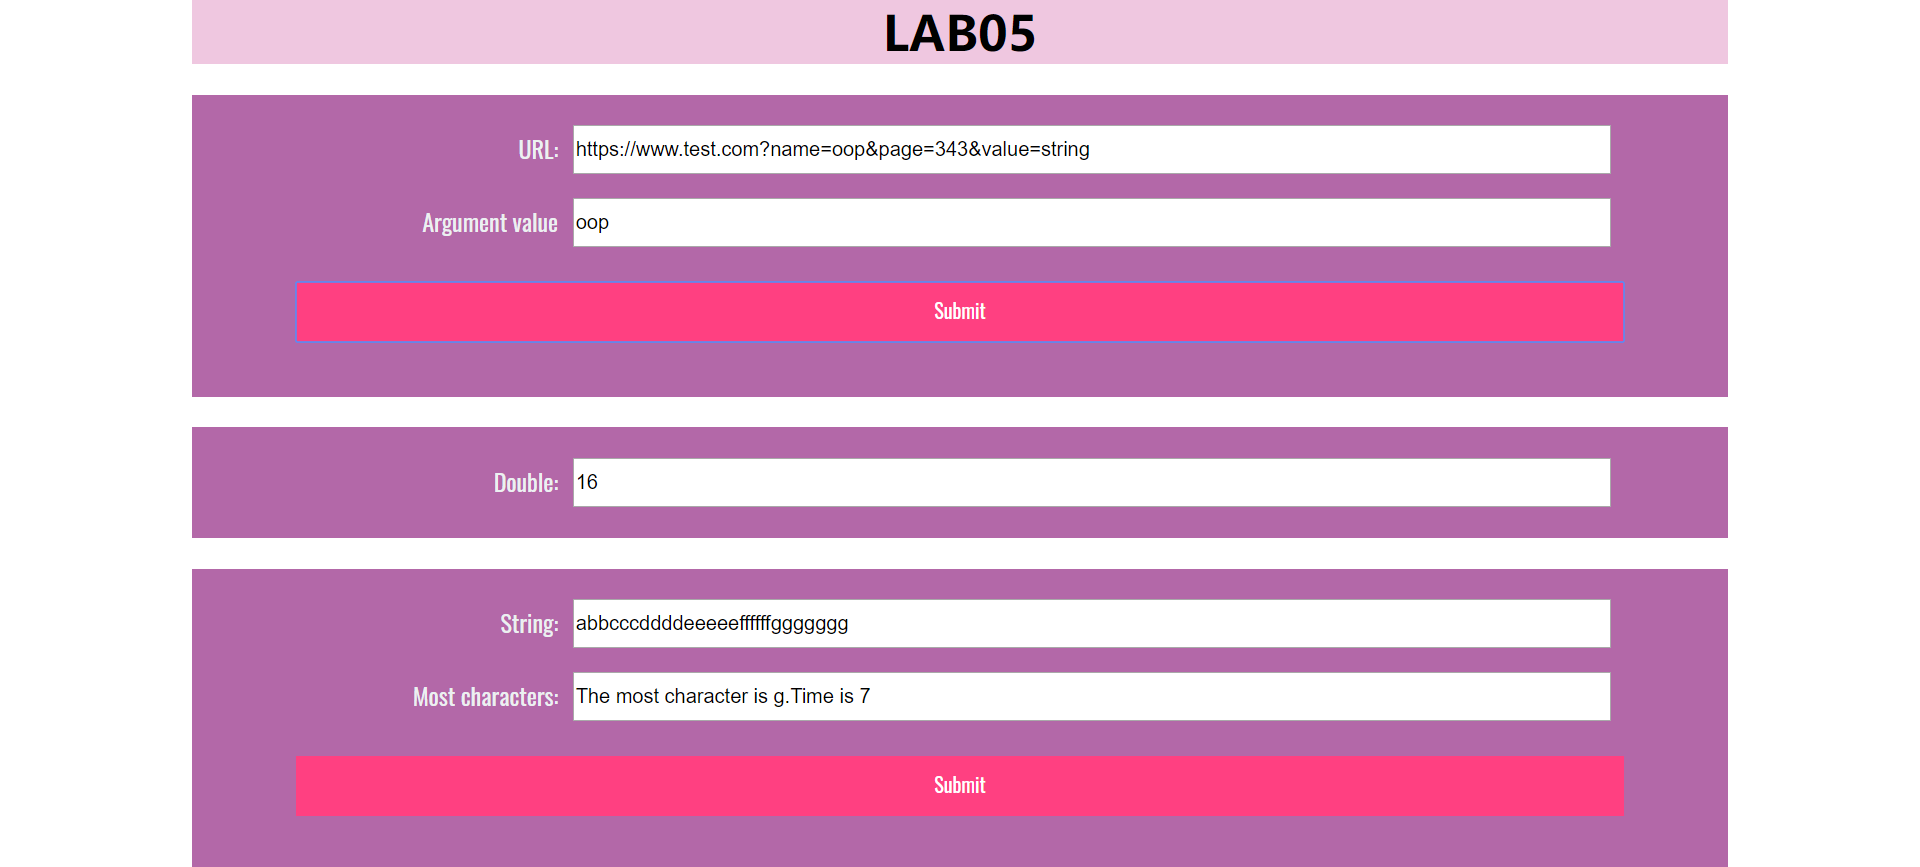 LAB05
URL: https://www.test.com?name=oop&page=343&value=string
Argument value oop
Submit
Double: 16
String: abbcccddddeeeeeffffffggggggg
Most characters: The most character is g.Time is 7
Submit